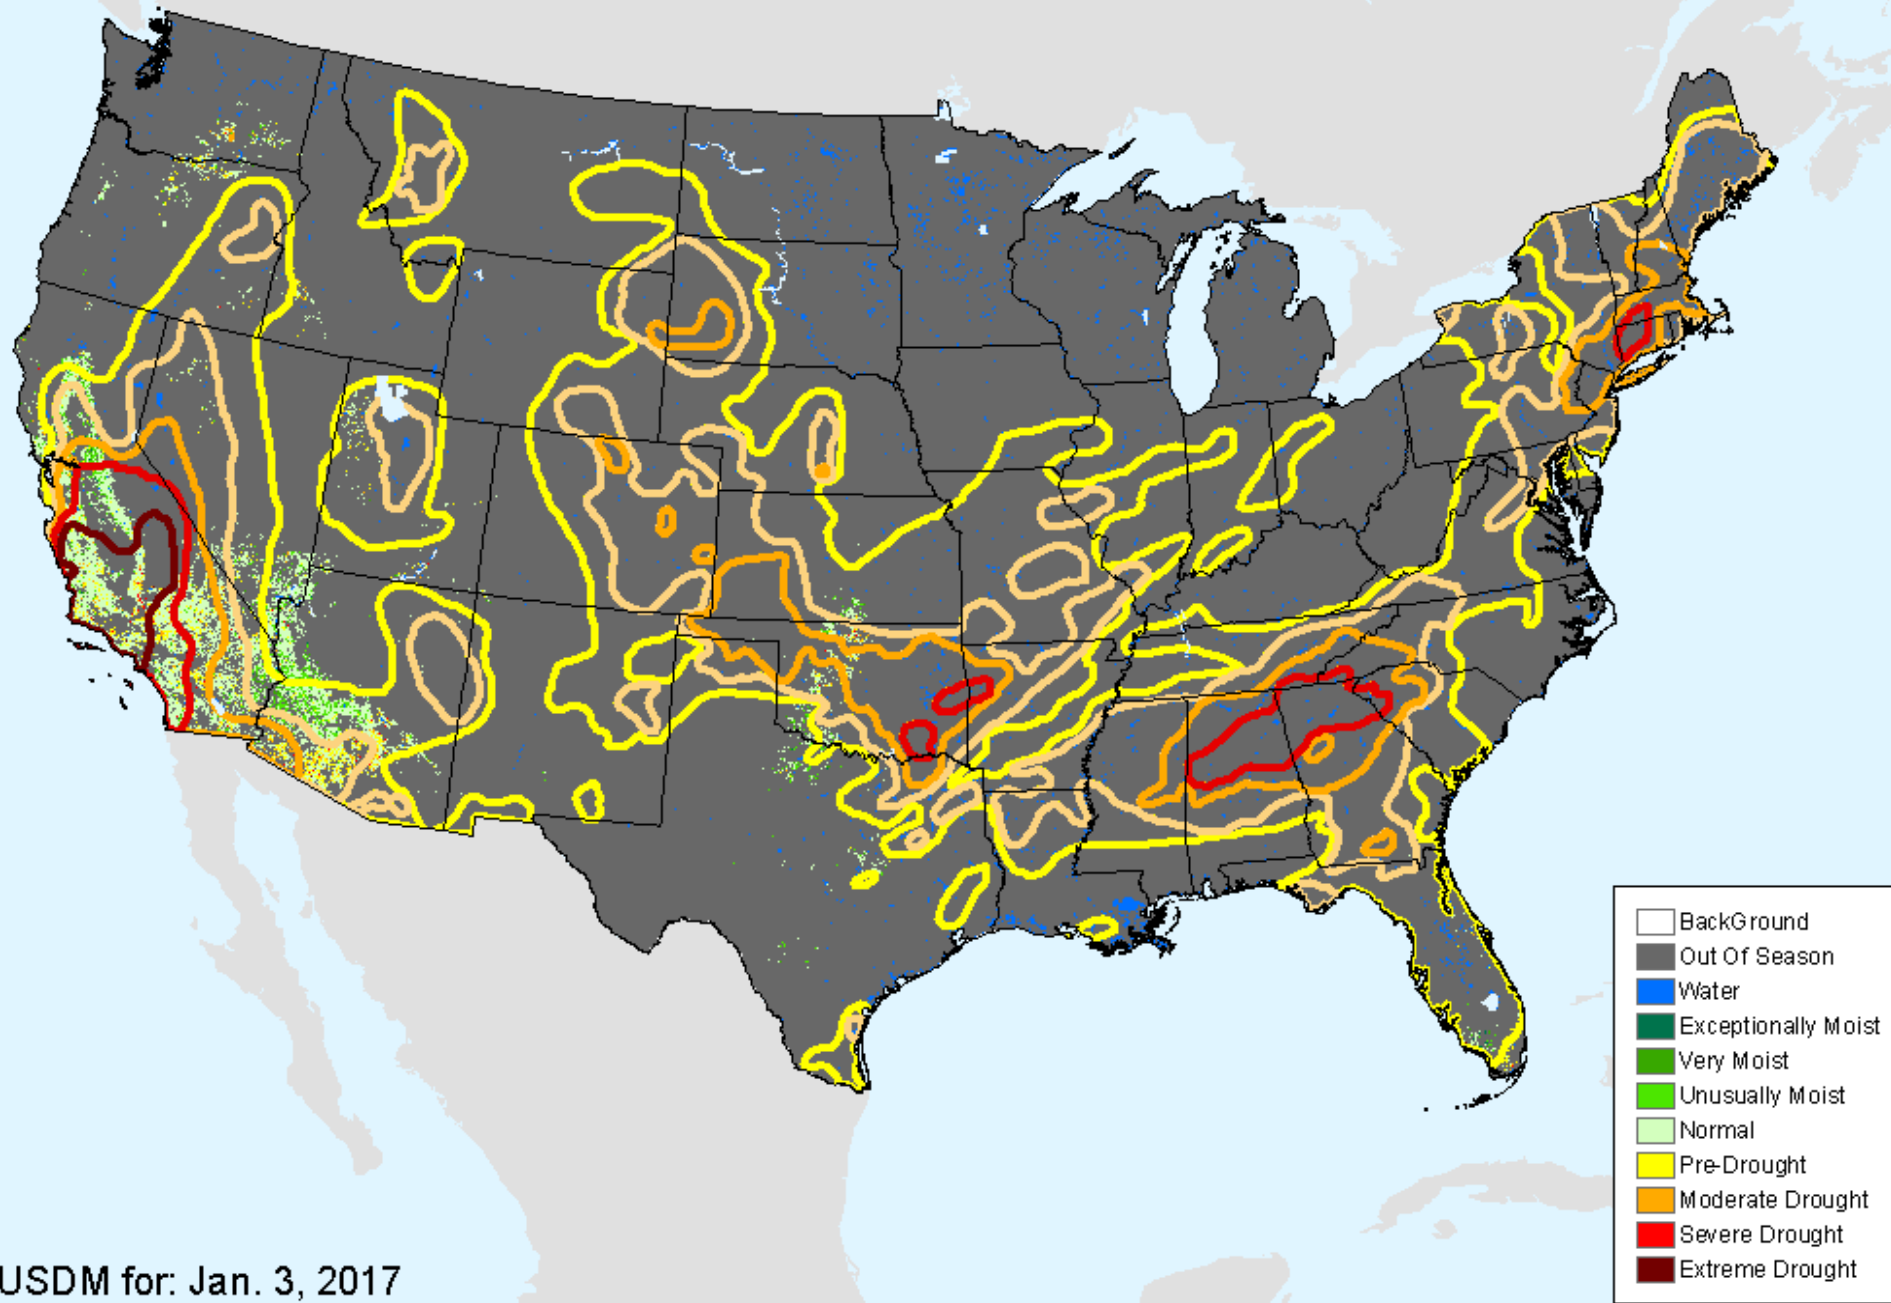 BackGround
Out Of Season
Water
Exceptionally Moist
Very Moist
Unusually Moist
Normal
Pre-Drought
Moderate Drought
Severe Drought
Extreme Drought
USDM for: Jan. 3, 2017